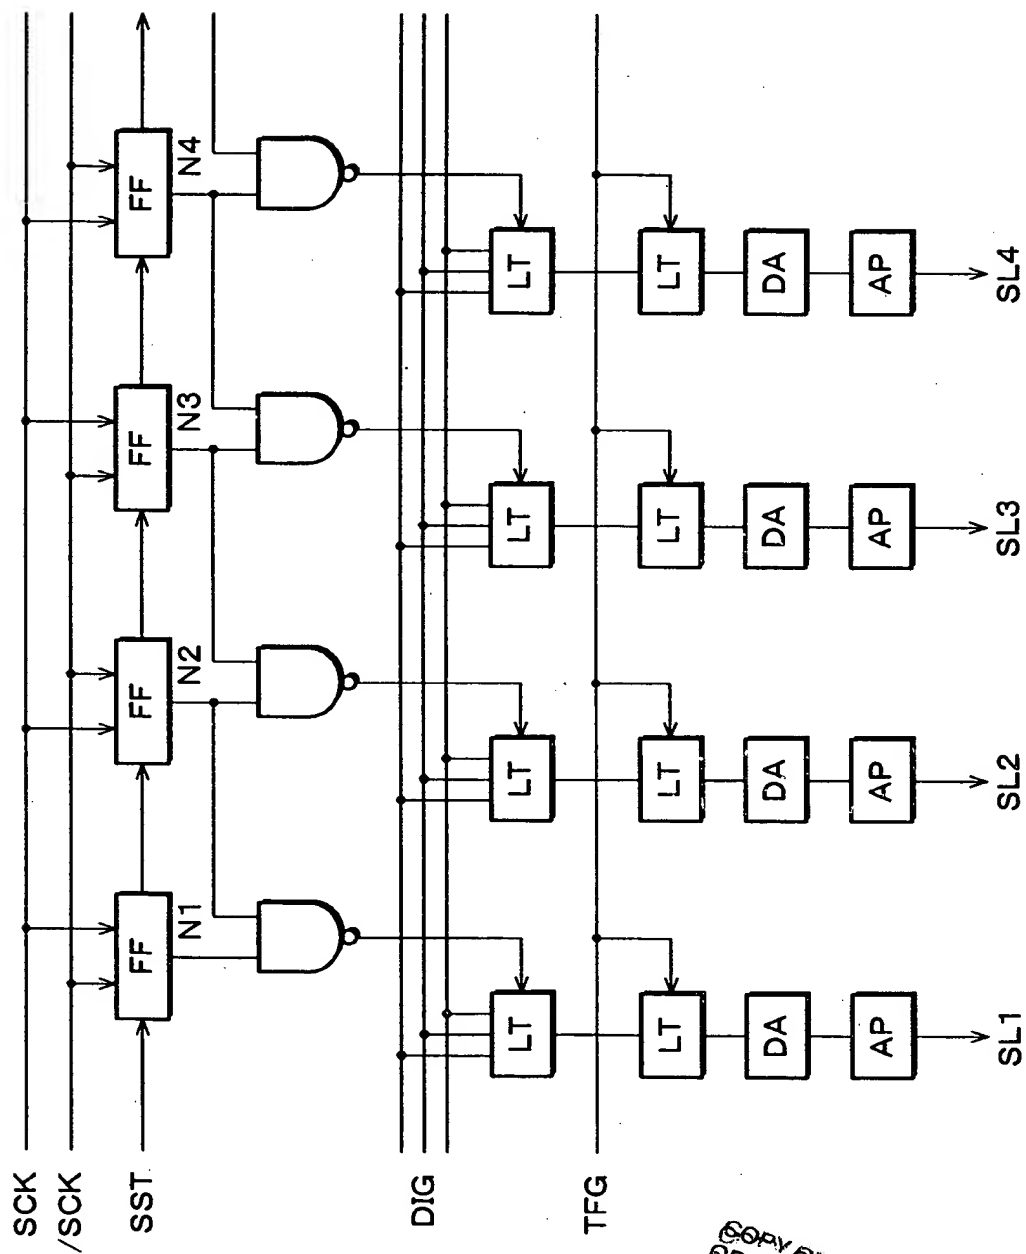 SCK
/SCK
SST
FF FF FF FF
N1 N2 N3 N4
DIG
LT LT LT LT
TFG
LT LT LT LT
DA DA DA DA
AP AP AP AP
SL1 SL2 SL3 SL4
COPY